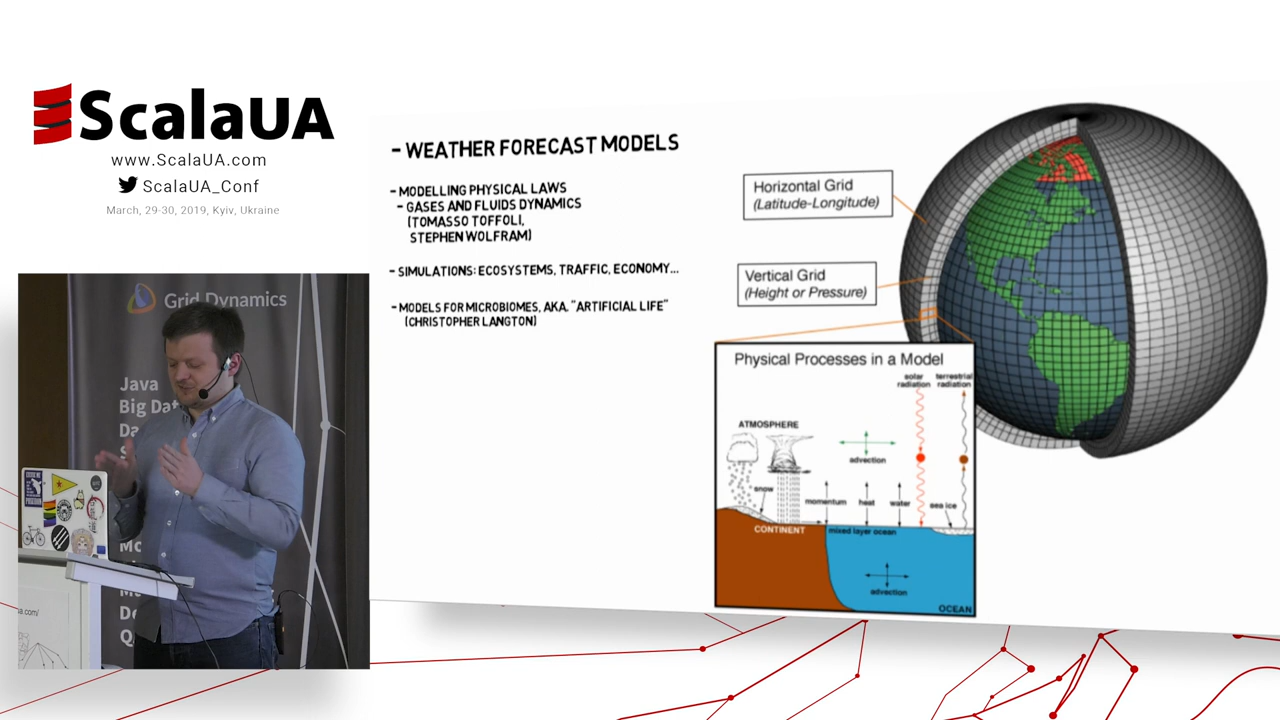 ScalaUA
www.ScalaUA.com
ScalaUA_Conf
March, 29-30, 2019, Kyiv, Ukraine
- WEATHER FORECAST MODELS
- MODELLING PHYSICAL LAWS
- GASES AND FLUIDS DYNAMICS
(TOMASSO TOFFOLI,
STEPHEN WOLFRAM)
- SIMULATIONS: ECOSYSTEMS, TRAFFIC, ECONOMY...
- MODELS FOR MICROBIOMES, AKA. "ARTIFICIAL LIFE"
(CHRISTOPHER LANGTON)
Horizontal Grid
(Latitude-Longitude)
Vertical Grid
(Height or Pressure)
Physical Processes in a Model
solar
radiation
terrestrial
radiation
ATMOSPHERE
advection
snow
momentum
heat
water
sea ice
CONTINENT
mixed layer ocean
advection
OCEAN
Grid Dynamics
Java
Big Dat